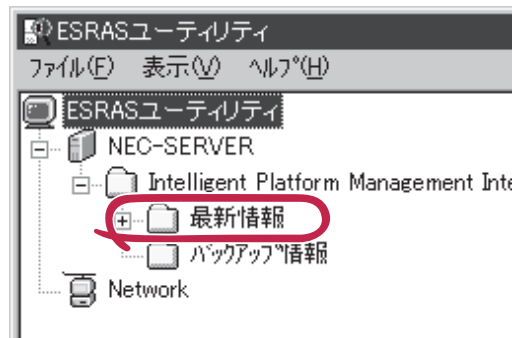 ESRASユーティリティ
ファイル(F) 表示(V) ヘルプ(H)
ESRASユーティリティ
NEC-SERVER
Intelligent Platform Management Inte
最新情報
バックアップ情報
Network